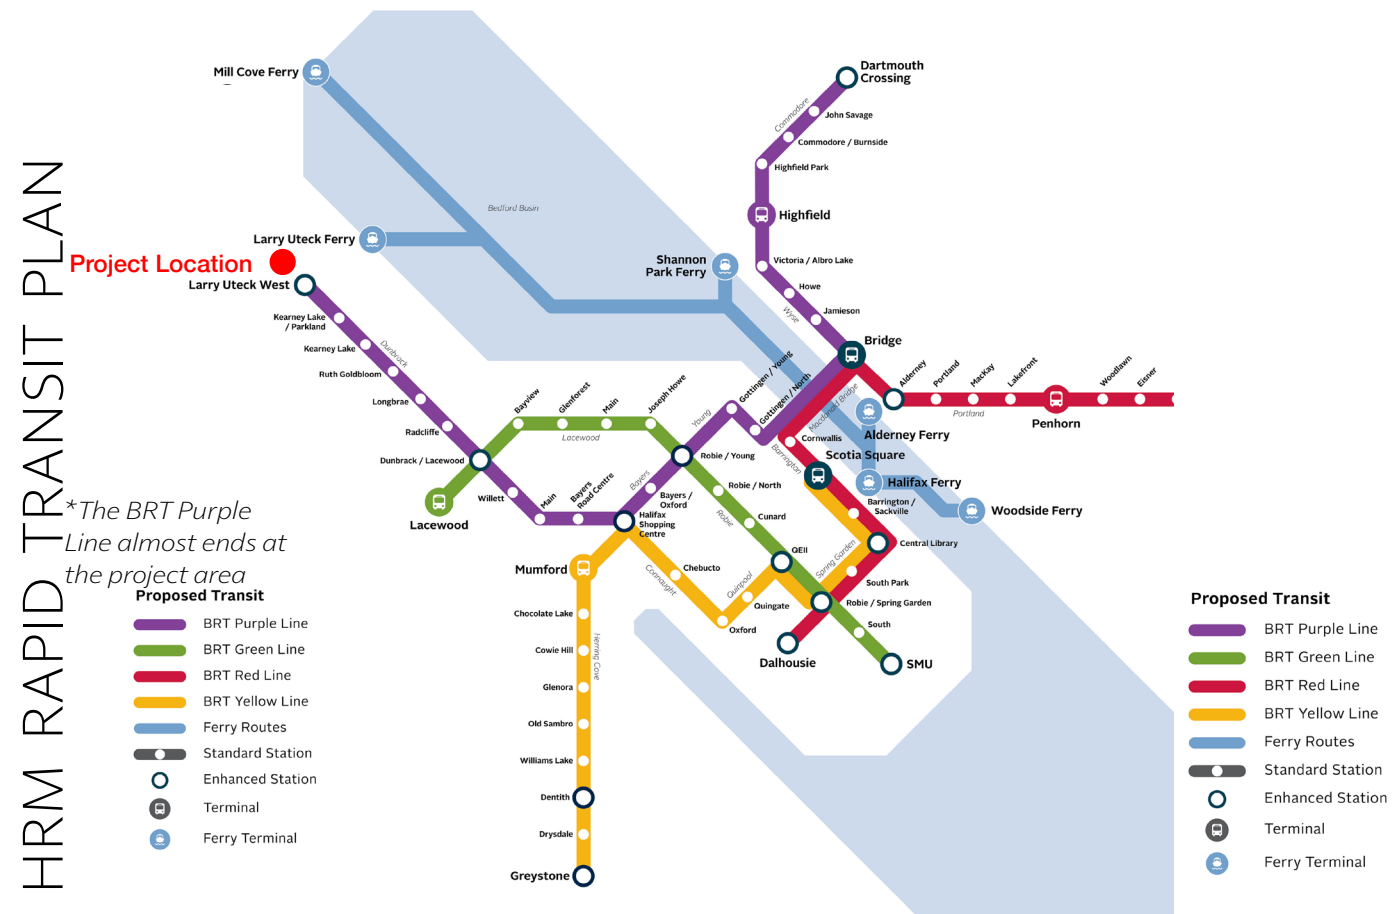 HRM RAPID TRANSIT PLAN
Mill Cove Ferry
Bedford Basin
Larry Uteck Ferry
Project Location
Larry Uteck West
Kearney Lake
/ Parkland
Kearney Lake
Ruth Goldbloom
Longbrae
Radcliffe
Dunbrack
Dunbrack / Lacewood
Lacewood
Willett
Main
Bayers
Road Centre
Bayview
Glenforest
Main
Joseph Howe
Lacewood
Halifax
Shopping
Centre
Bayers
Bayers /
Oxford
Robie / Young
Young
Gottingen / Young
Gottingen / North
Shannon
Park Ferry
Dartmouth
Crossing
Commodore
John Savage
Commodore / Burnside
Highfield Park
Highfield
Victoria / Albro Lake
Howe
Wyse
Jamieson
Bridge
Macdonald Bridge
Alderney
Portland
MacKay
Lakefront
Portland
Penhorn
Woodlawn
Eisner
Alderney Ferry
Cornwallis
Barrington
Scotia Square
Halifax Ferry
Barrington /
Sackville
Woodside Ferry
Central Library
Spring Garden
South Park
Robie / Spring Garden
South
SMU
Dalhousie
Robie / North
Robie
Cunard
QEII
Quinpool
Quingate
Oxford
Chebucto
Connaught
Mumford
Chocolate Lake
Herring Cove
Cowie Hill
Glenora
Old Sambro
Williams Lake
Dentith
Drysdale
Greystone
*The BRT Purple
Line almost ends at
the project area
Proposed Transit
BRT Purple Line
BRT Green Line
BRT Red Line
BRT Yellow Line
Ferry Routes
Standard Station
Enhanced Station
Terminal
Ferry Terminal
Proposed Transit
BRT Purple Line
BRT Green Line
BRT Red Line
BRT Yellow Line
Ferry Routes
Standard Station
Enhanced Station
Terminal
Ferry Terminal